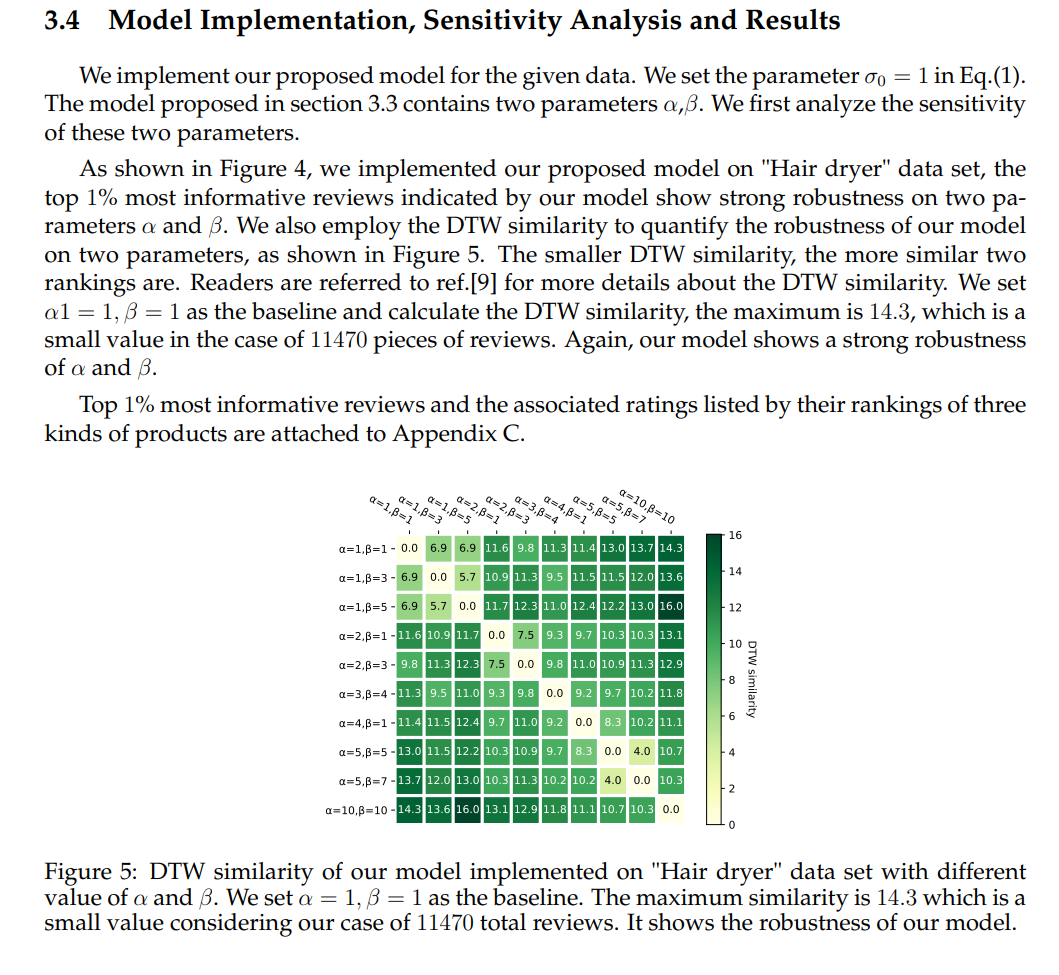 3.4 Model Implementation, Sensitivity Analysis and Results
We implement our proposed model for the given data. We set the parameter σ₀ = 1 in Eq.(1).
The model proposed in section 3.3 contains two parameters α,β. We first analyze the sensitivity
of these two parameters.
As shown in Figure 4, we implemented our proposed model on "Hair dryer" data set, the
top 1% most informative reviews indicated by our model show strong robustness on two pa-
rameters α and β. We also employ the DTW similarity to quantify the robustness of our model
on two parameters, as shown in Figure 5. The smaller DTW similarity, the more similar two
rankings are. Readers are referred to ref.[9] for more details about the DTW similarity. We set
α1 = 1, β = 1 as the baseline and calculate the DTW similarity, the maximum is 14.3, which is a
small value in the case of 11470 pieces of reviews. Again, our model shows a strong robustness
of α and β.
Top 1% most informative reviews and the associated ratings listed by their rankings of three
kinds of products are attached to Appendix C.
α=1,β=1 α=1,β=3 α=1,β=5 α=2,β=1 α=2,β=3 α=3,β=4 α=4,β=1 α=5,β=5 α=5,β=7 α=10,β=10
α=1,β=1 0.0 6.9 6.9 11.6 9.8 11.3 11.4 13.0 13.7 14.3
α=1,β=3 6.9 0.0 5.7 10.9 11.3 9.5 11.5 11.5 12.0 13.6
α=1,β=5 6.9 5.7 0.0 11.7 12.3 11.0 12.4 12.2 13.0 16.0
α=2,β=1 11.6 10.9 11.7 0.0 7.5 9.3 9.7 10.3 10.3 13.1
α=2,β=3 9.8 11.3 12.3 7.5 0.0 9.8 11.0 10.9 11.3 12.9
α=3,β=4 11.3 9.5 11.0 9.3 9.8 0.0 9.2 9.7 10.2 11.8
α=4,β=1 11.4 11.5 12.4 9.7 11.0 9.2 0.0 8.3 10.2 11.1
α=5,β=5 13.0 11.5 12.2 10.3 10.9 9.7 8.3 0.0 4.0 10.7
α=5,β=7 13.7 12.0 13.0 10.3 11.3 10.2 10.2 4.0 0.0 10.3
α=10,β=10 14.3 13.6 16.0 13.1 12.9 11.8 11.1 10.7 10.3 0.0
16
14
12
10
8
6
4
2
0
DTW similarity
Figure 5: DTW similarity of our model implemented on "Hair dryer" data set with different
value of α and β. We set α = 1, β = 1 as the baseline. The maximum similarity is 14.3 which is a
small value considering our case of 11470 total reviews. It shows the robustness of our model.